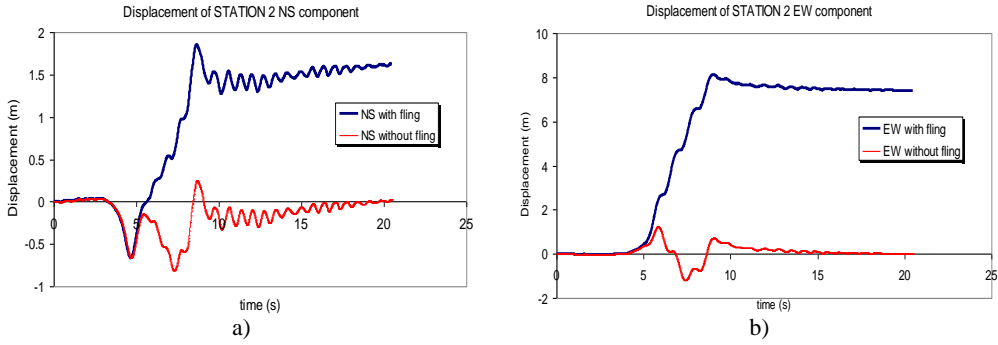 Displacement of STATION 2 NS component
2
1.5
1
0.5
0
-0.5
-1
0
5
10
15
20
25
Displacement (m)
time (s)
NS with fling
NS without fling
a)
Displacement of STATION 2 EW component
10
8
6
4
2
0
-2
0
5
10
15
20
25
Displacement (m)
time (s)
EW with fling
EW without fling
b)